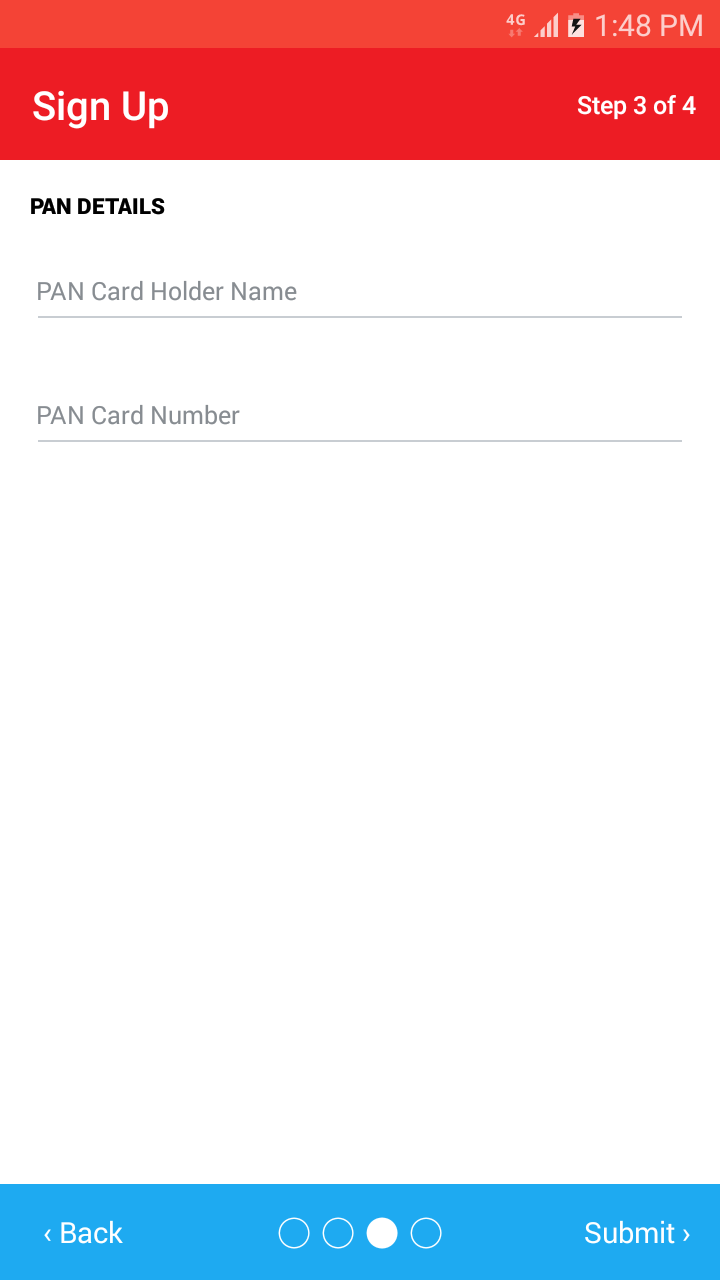 4G 1:48 PM
Sign Up
Step 3 of 4
PAN DETAILS
PAN Card Holder Name
PAN Card Number
‹ Back
Submit ›